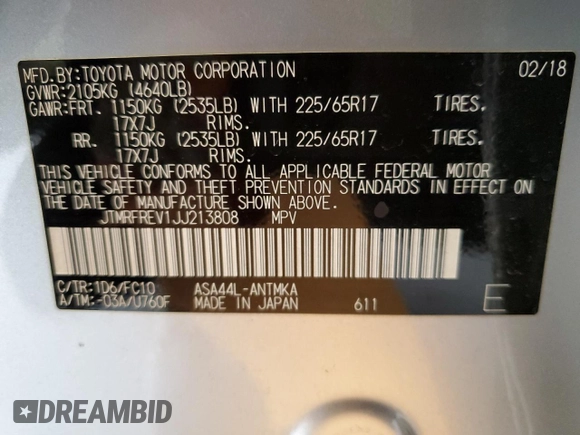 MFD.BY:TOYOTA MOTOR CORPORATION 02/18
GVWR:2105KG (4640LB)
GAWR:FRT. 1150KG (2535LB) WITH 225/65R17 TIRES.
17X7J RIMS.
RR. 1150KG (2535LB) WITH 225/65R17 TIRES.
17X7J RIMS.
THIS VEHICLE CONFORMS TO ALL APPLICABLE FEDERAL MOTOR
VEHICLE SAFETY AND THEFT PREVENTION STANDARDS IN EFFECT ON
THE DATE OF MANUFACTURE SHOWN ABOVE.
JTMRFREV1JJ213808 MPV
C/TR:1D6/FC10 ASA44L-ANTMKA
A/TM:-03A/U760F MADE IN JAPAN 611 E
DREAMBID